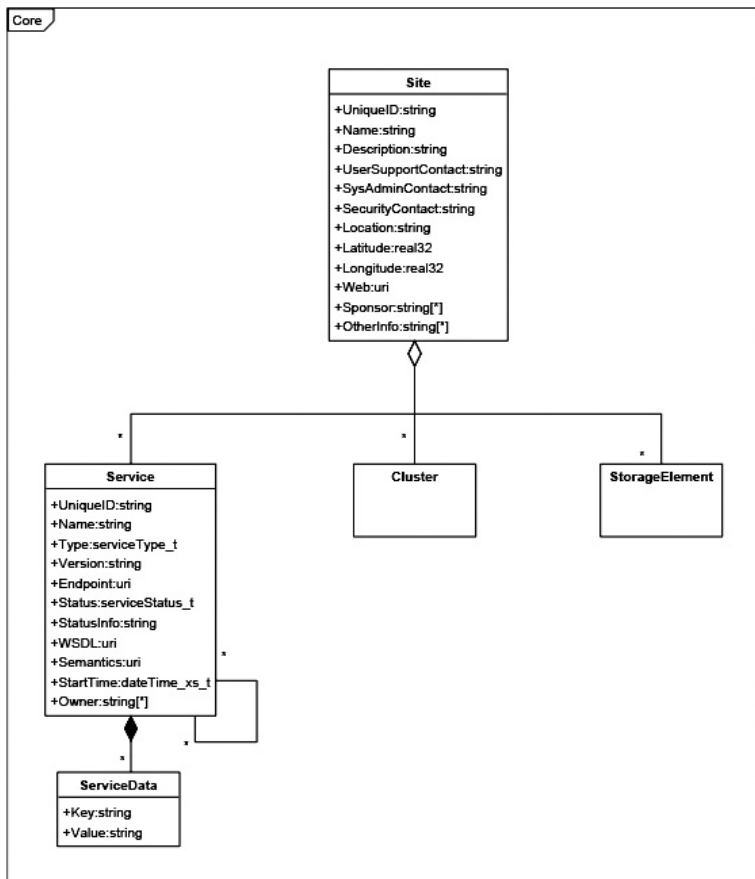 Core
Site
+UniqueID:string
+Name:string
+Description:string
+UserSupportContact:string
+SysAdminContact:string
+SecurityContact:string
+Location:string
+Latitude:real32
+Longitude:real32
+Web:uri
+Sponsor:string[*]
+OtherInfo:string[*]
* * *
Service
+UniqueID:string
+Name:string
+Type:serviceType_t
+Version:string
+Endpoint:uri
+Status:serviceStatus_t
+StatusInfo:string
+WSDL:uri
+Semantics:uri
+StartTime:dateTime_xs_t
+Owner:string[*]
*
*
Cluster
StorageElement
*
ServiceData
+Key:string
+Value:string